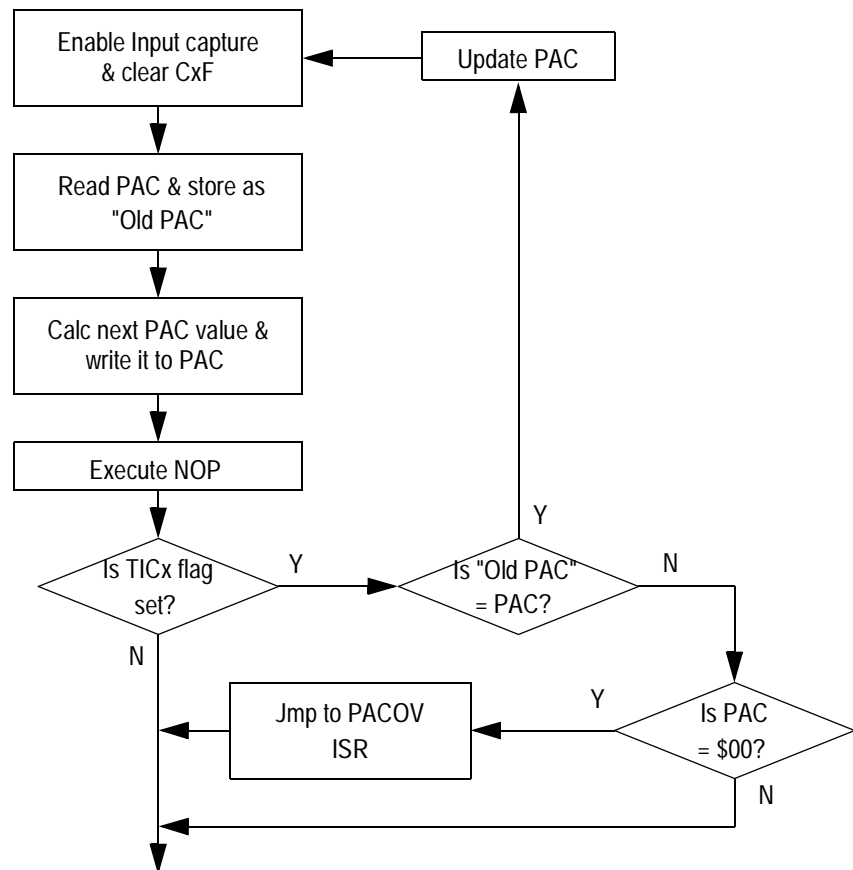 Enable Input capture
& clear CxF
Update PAC
Read PAC & store as
"Old PAC"
Calc next PAC value &
write it to PAC
Execute NOP
Is TICx flag
set?
Y
N
Is "Old PAC"
= PAC?
Y
N
Is PAC
= $00?
Y
N
Jmp to PACOV
ISR